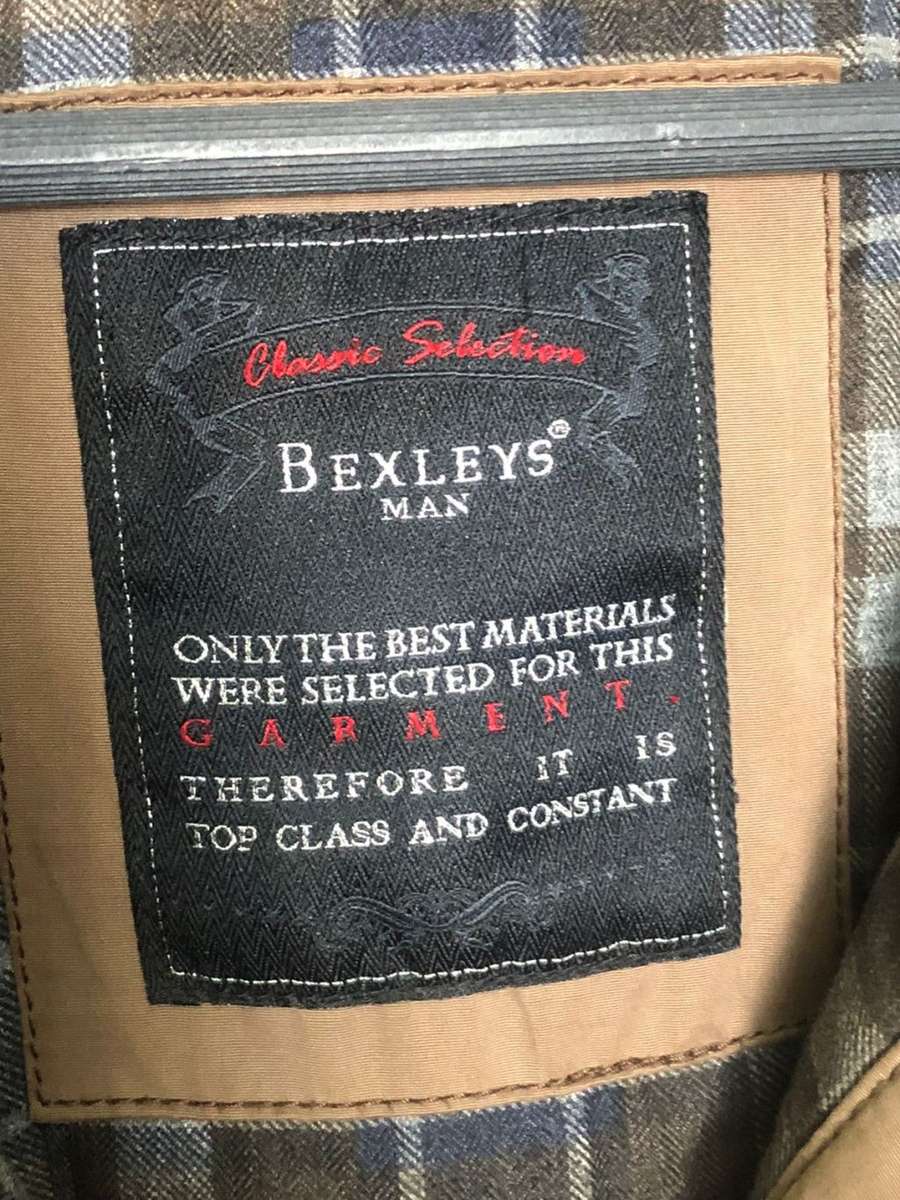 Classic Selection
BEXLEYS®
MAN
ONLY THE BEST MATERIALS
WERE SELECTED FOR THIS
GARMENT.
THEREFORE IT IS
TOP CLASS AND CONSTANT